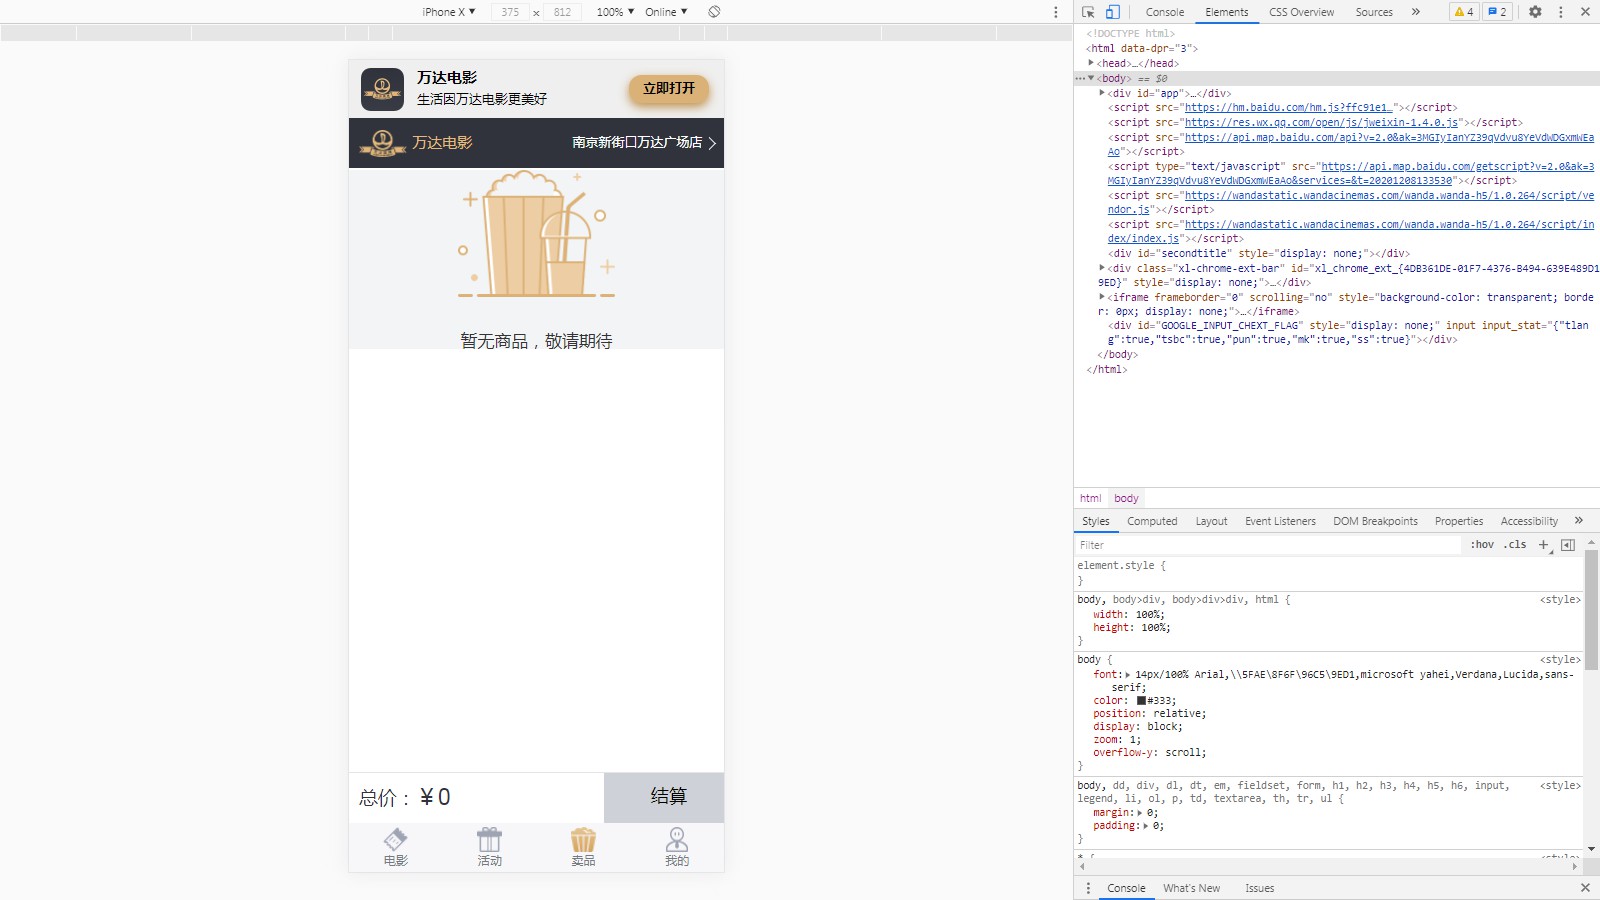 iPhone X ▼ 375 × 812 100% ▼ Online ▼
万达电影
生活因万达电影更美好
立即打开
万达电影
南京新街口万达广场店
暂无商品，敬请期待
总价：¥0
结算
电影 活动 卖品 我的
Console Elements CSS Overview Sources » 4 2
<!DOCTYPE html>
<html data-dpr="3">
<head>…</head>
<body> == $0
<div id="app">…</div>
<script src="https://hm.baidu.com/hm.js?ffc91e1…"></script>
<script src="https://res.wx.qq.com/open/js/jweixin-1.4.0.js"></script>
<script src="https://api.map.baidu.com/api?v=2.0&ak=3MGIyIanYZ39qVdvu8YeVdWDGxmWEa
Ao"></script>
<script type="text/javascript" src="https://api.map.baidu.com/getscript?v=2.0&ak=3
MGIyIanYZ39qVdvu8YeVdWDGxmWEaAo&services=&t=20201208133530"></script>
<script src="https://wandastatic.wandacinemas.com/wanda.wanda-h5/1.0.264/script/ve
ndor.js"></script>
<script src="https://wandastatic.wandacinemas.com/wanda.wanda-h5/1.0.264/script/in
dex/index.js"></script>
<div id="secondtitle" style="display: none;"></div>
<div class="xl-chrome-ext-bar" id="xl_chrome_ext_{4DB361DE-01F7-4376-B494-639E489D1
9ED}" style="display: none;">…</div>
<iframe frameborder="0" scrolling="no" style="background-color: transparent; borde
r: 0px; display: none;">…</iframe>
<div id="GOOGLE_INPUT_CHEXT_FLAG" style="display: none;" input input_stat="{"tlan
g":true,"tsbc":true,"pun":true,"mk":true,"ss":true}"></div>
</body>
</html>
html body
Styles Computed Layout Event Listeners DOM Breakpoints Properties Accessibility »
Filter :hov .cls +
element.style {
}
body, body>div, body>div>div, html { <style>
width: 100%;
height: 100%;
}
body { <style>
font: 14px/100% Arial,\\5FAE\8F6F\96C5\9ED1,microsoft yahei,Verdana,Lucida,sans-
serif;
color: #333;
position: relative;
display: block;
zoom: 1;
overflow-y: scroll;
}
body, dd, div, dl, dt, em, fieldset, form, h1, h2, h3, h4, h5, h6, input, <style>
legend, li, ol, p, td, textarea, th, tr, ul {
margin: 0;
padding: 0;
}
Console What's New Issues